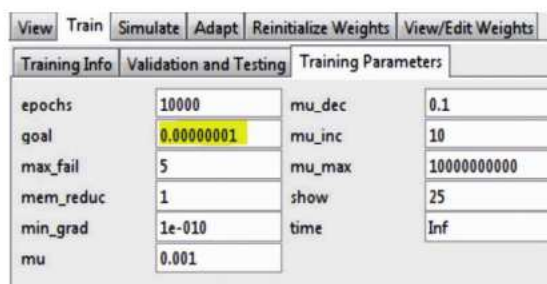 View Train Simulate Adapt Reinitialize Weights View/Edit Weights
Training Info Validation and Testing Training Parameters
epochs 10000 mu_dec 0.1
goal 0.00000001 mu_inc 10
max_fail 5 mu_max 10000000000
mem_reduc 1 show 25
min_grad 1e-010 time Inf
mu 0.001